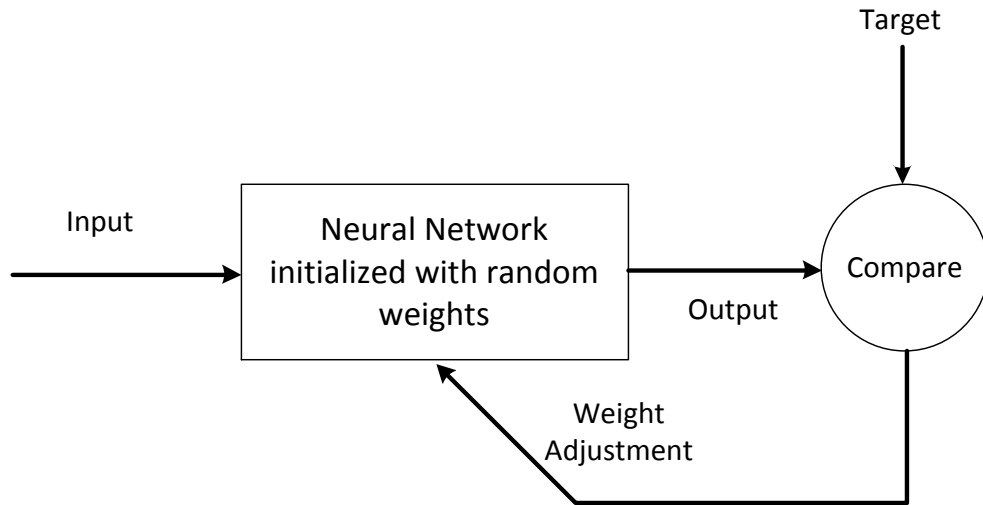 Target
Input
Neural Network
initialized with random
weights
Compare
Output
Weight
Adjustment